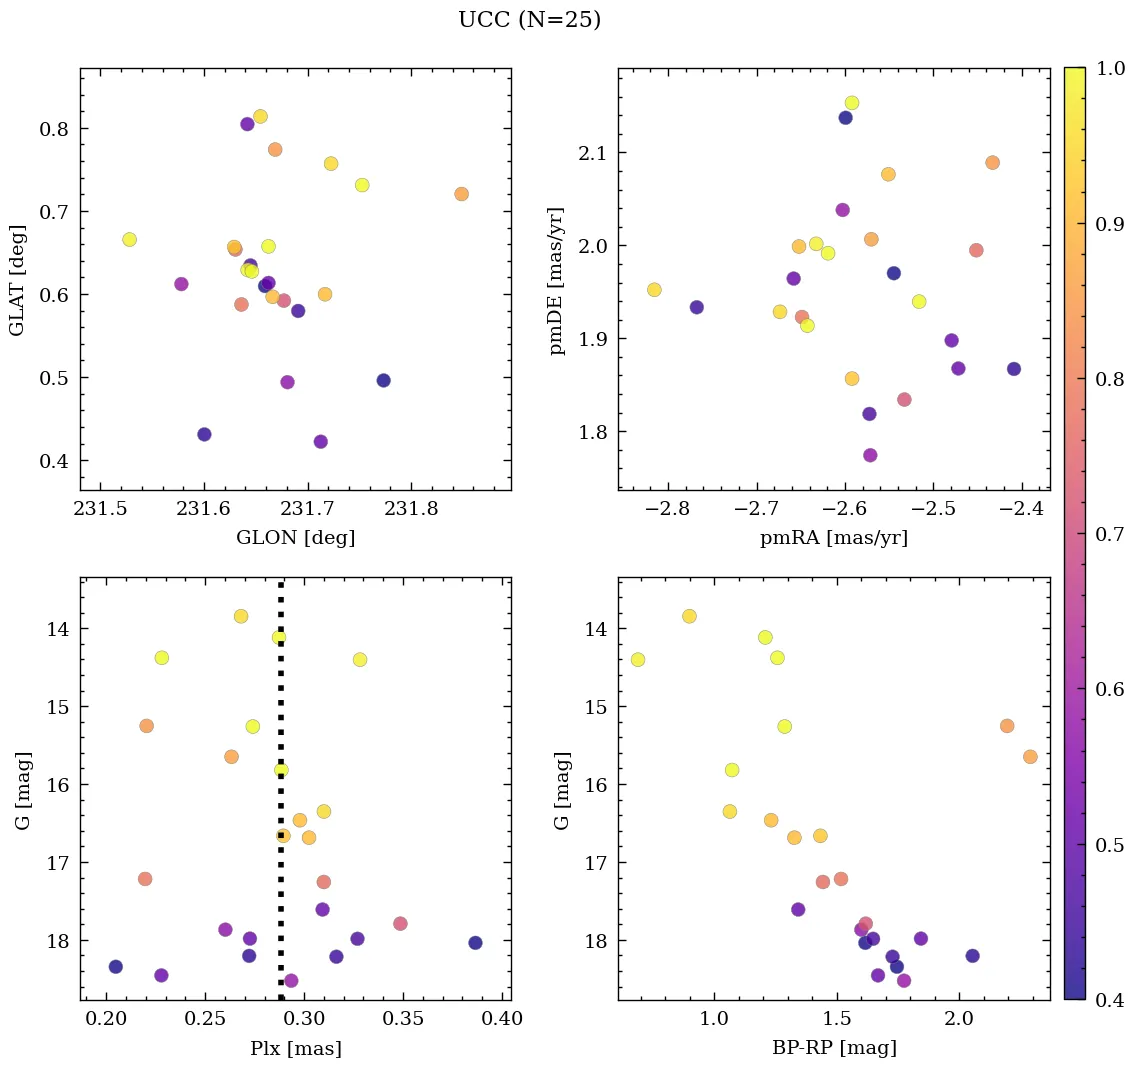 UCC (N=25)
0.8
0.7
0.6
0.5
0.4
GLAT [deg]
231.5 231.6 231.7 231.8
GLON [deg]
2.1
2.0
1.9
1.8
pmDE [mas/yr]
−2.8 −2.7 −2.6 −2.5 −2.4
pmRA [mas/yr]
14
15
16
17
18
G [mag]
0.20 0.25 0.30 0.35 0.40
Plx [mas]
14
15
16
17
18
G [mag]
1.0 1.5 2.0
BP-RP [mag]
1.0
0.9
0.8
0.7
0.6
0.5
0.4